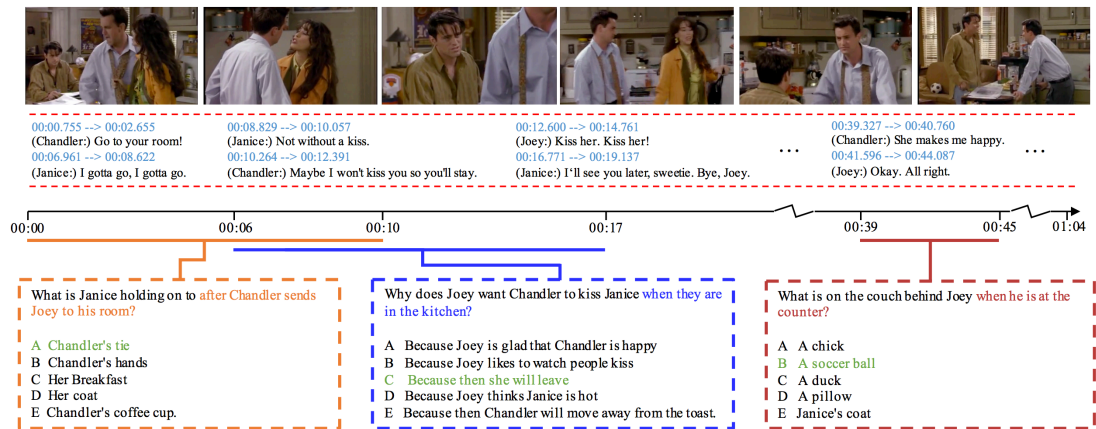 00:00.755 --> 00:02.655
(Chandler:) Go to your room!
00:06.961 --> 00:08.622
(Janice:) I gotta go, I gotta go.
00:08.829 --> 00:10.057
(Janice:) Not without a kiss.
00:10.264 --> 00:12.391
(Chandler:) Maybe I won't kiss you so you'll stay.
00:12.600 --> 00:14.761
(Joey:) Kiss her. Kiss her!
00:16.771 --> 00:19.137
(Janice:) I'll see you later, sweetie. Bye, Joey.
...
00:39.327 --> 00:40.760
(Chandler:) She makes me happy.
00:41.596 --> 00:44.087
(Joey:) Okay. All right.
...
00:00 00:06 00:10 00:17 00:39 00:45 01:04
What is Janice holding on to after Chandler sends
Joey to his room?
A Chandler's tie
B Chandler's hands
C Her Breakfast
D Her coat
E Chandler's coffee cup.
Why does Joey want Chandler to kiss Janice when they are
in the kitchen?
A Because Joey is glad that Chandler is happy
B Because Joey likes to watch people kiss
C Because then she will leave
D Because Joey thinks Janice is hot
E Because then Chandler will move away from the toast.
What is on the couch behind Joey when he is at the
counter?
A A chick
B A soccer ball
C A duck
D A pillow
E Janice's coat